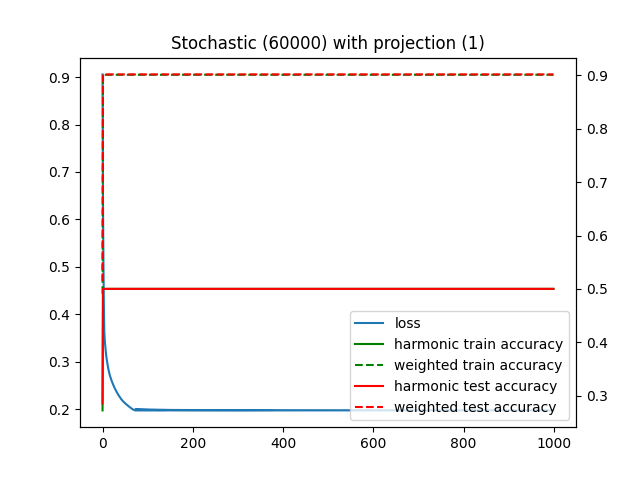 Stochastic (60000) with projection (1)
0.9
0.8
0.7
0.6
0.5
0.4
0.3
0.2
0.9
0.8
0.7
0.6
0.5
0.4
0.3
loss
harmonic train accuracy
weighted train accuracy
harmonic test accuracy
weighted test accuracy
0 200 400 600 800 1000